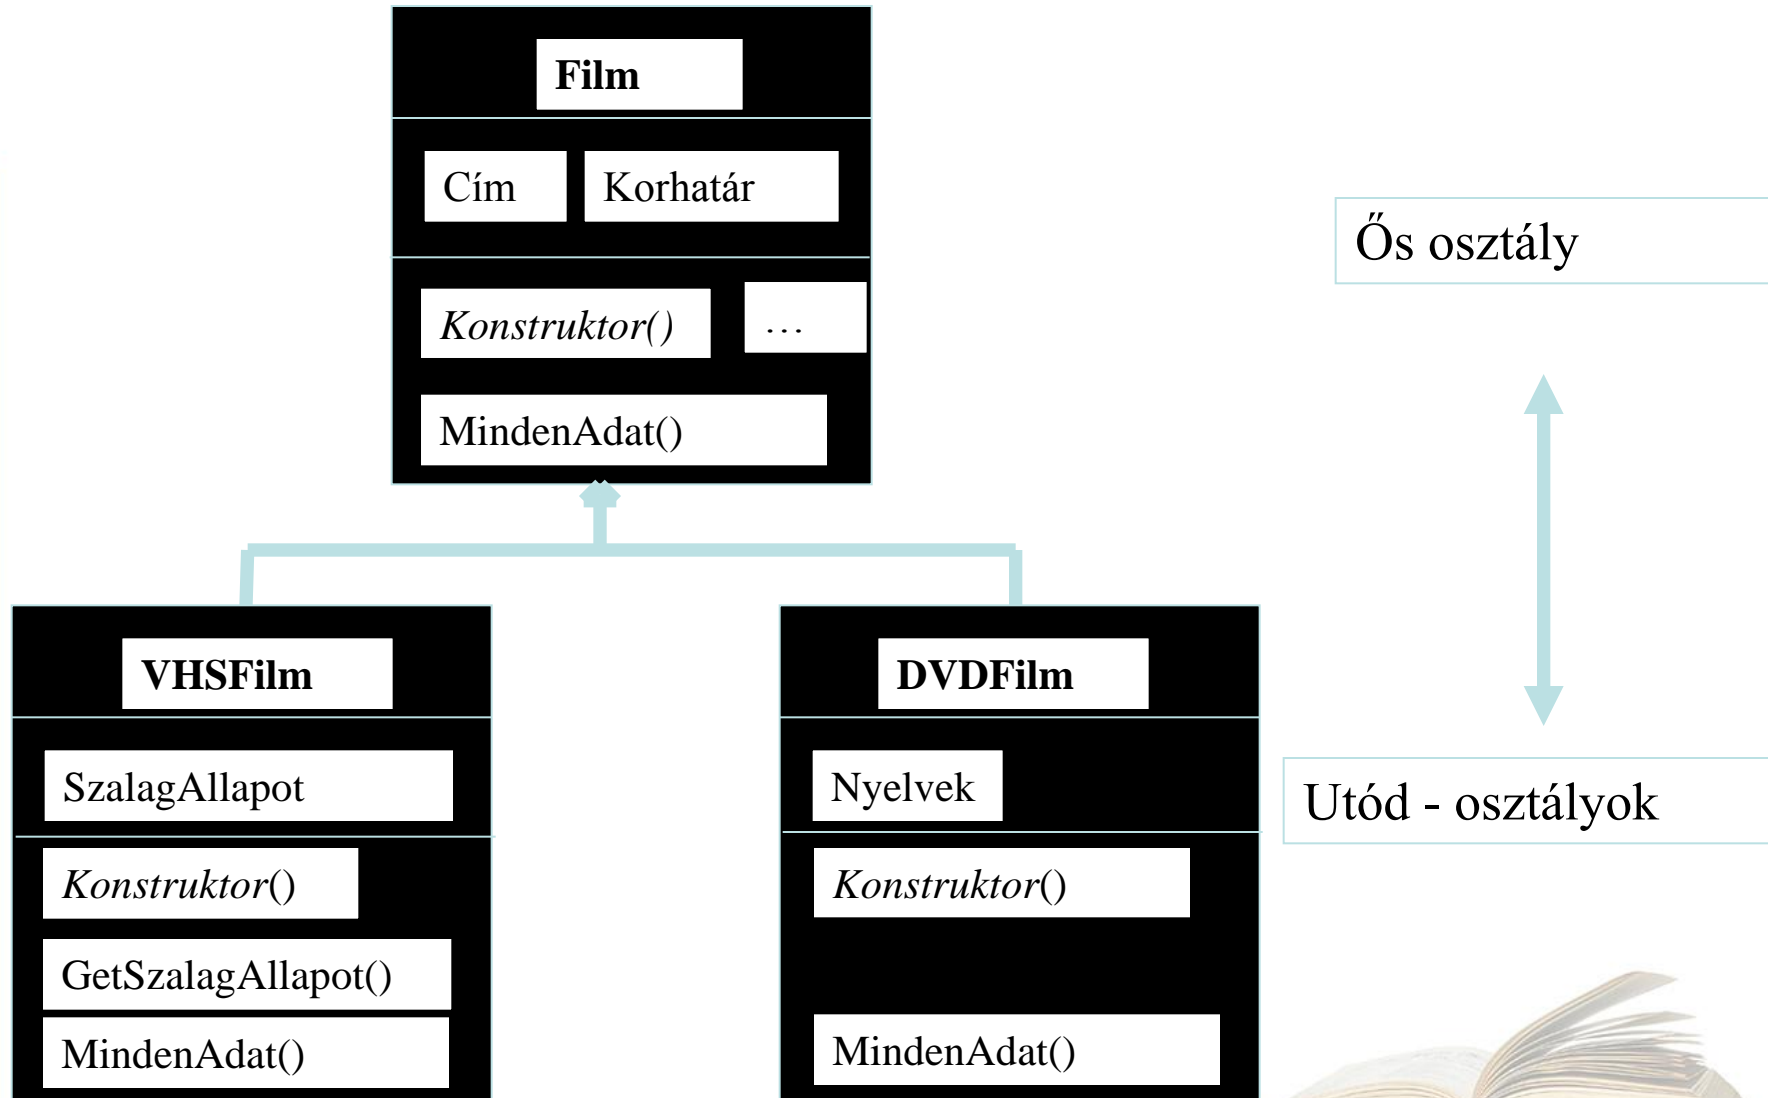 Film
Cím
Korhatár
Ős osztály
Konstruktor()
…
MindenAdat()
VHSFilm
SzalagAllapot
Konstruktor()
GetSzalagAllapot()
MindenAdat()
DVDFilm
Nyelvek
Konstruktor()
MindenAdat()
Utód - osztályok